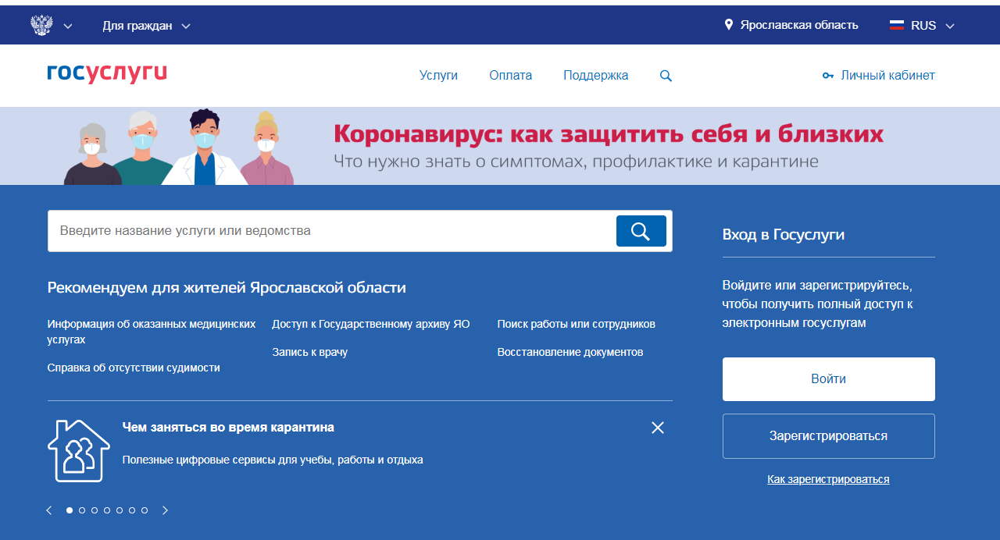 Для граждан
Ярославская область
RUS
госуслуги
Услуги
Оплата
Поддержка
Личный кабинет
Коронавирус: как защитить себя и близких
Что нужно знать о симптомах, профилактике и карантине
Введите название услуги или ведомства
Рекомендуем для жителей Ярославской области
Информация об оказанных медицинских
услугах
Справка об отсутствии судимости
Доступ к Государственному архиву ЯО
Запись к врачу
Поиск работы или сотрудников
Восстановление документов
Чем заняться во время карантина
Полезные цифровые сервисы для учебы, работы и отдыха
Вход в Госуслуги
Войдите или зарегистрируйтесь,
чтобы получить полный доступ к
электронным госуслугам
Войти
Зарегистрироваться
Как зарегистрироваться